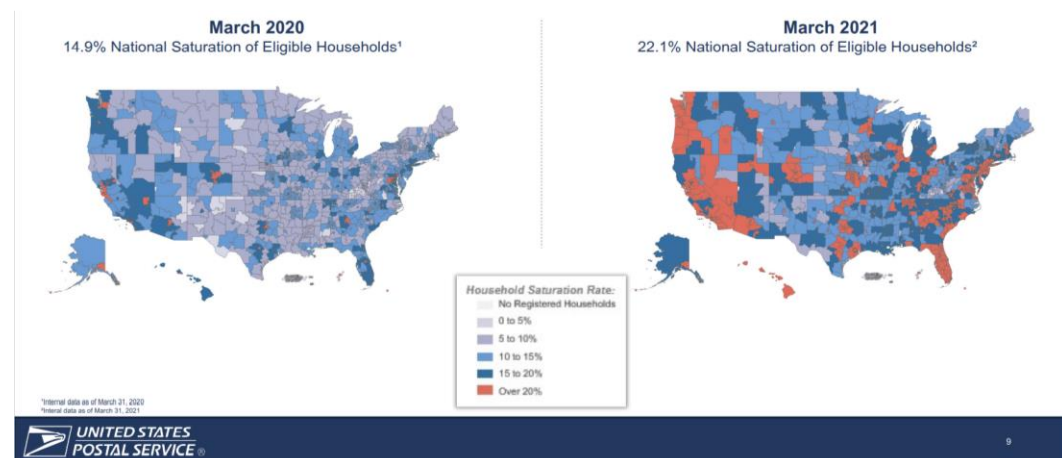 March 2020
14.9% National Saturation of Eligible Households¹
March 2021
22.1% National Saturation of Eligible Households²
Household Saturation Rate:
No Registered Households
0 to 5%
5 to 10%
10 to 15%
15 to 20%
Over 20%
¹Internal data as of March 31, 2020
²Interal data as of March 31, 2021
UNITED STATES
POSTAL SERVICE ®
9